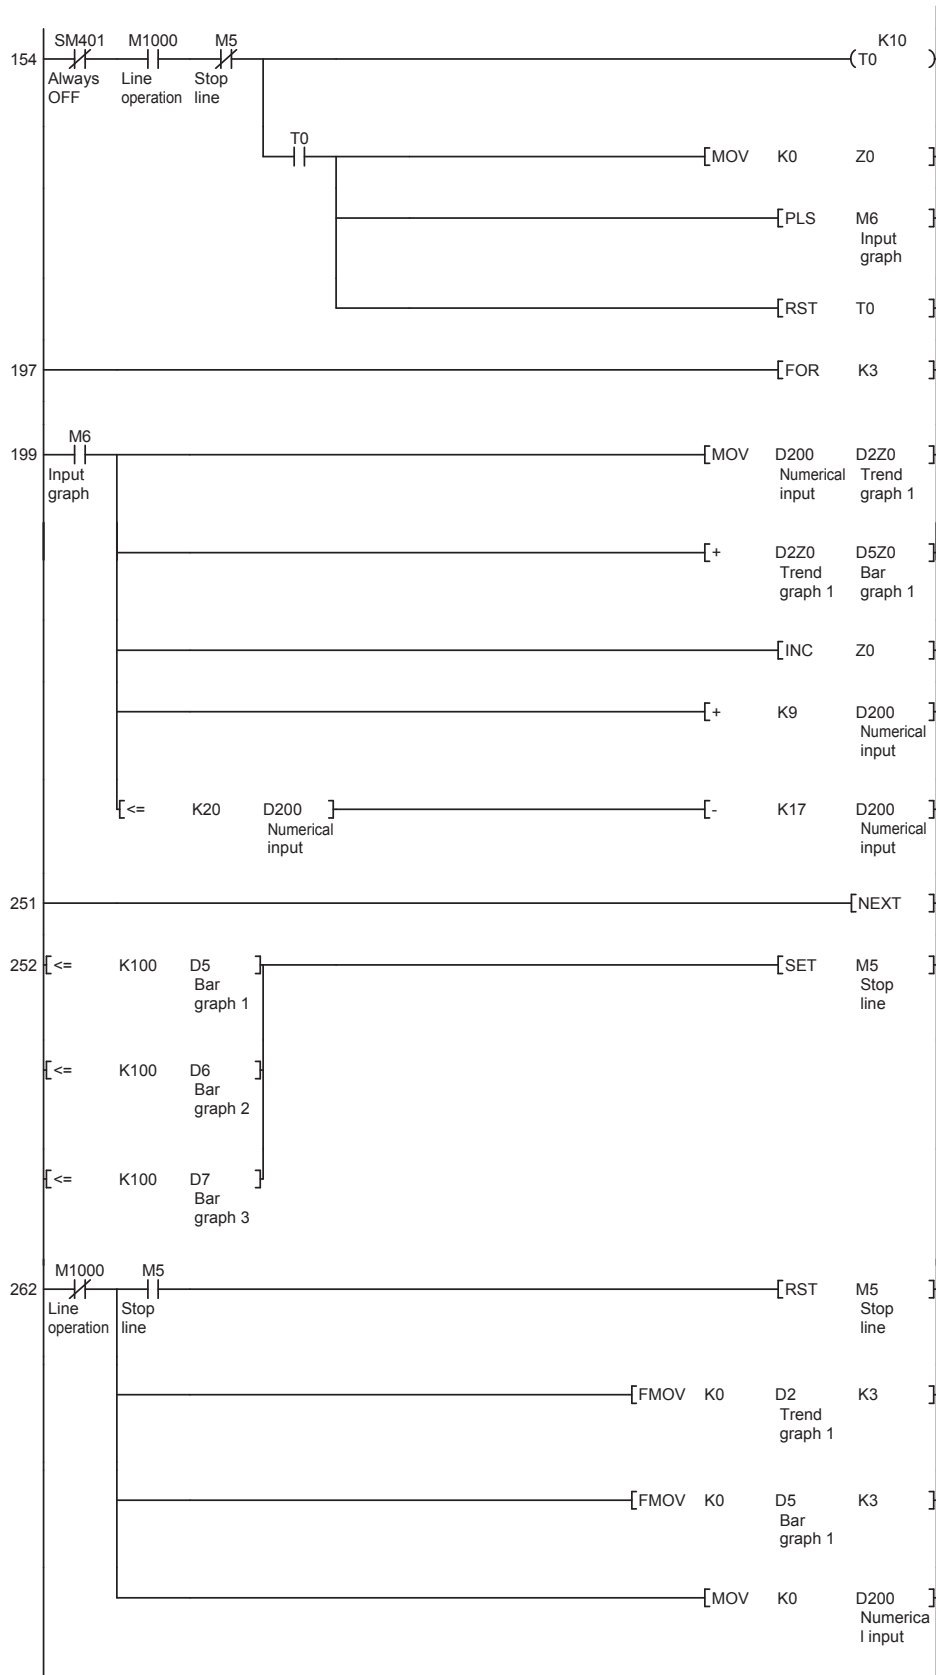 SM401 M1000 M5 K10
154 (T0 )
Always Line Stop
OFF operation line
T0
[MOV K0 Z0 ]
[PLS M6 ]
Input
graph
[RST T0 ]
197 [FOR K3 ]
M6
199 [MOV D200 D2Z0 ]
Input Numerical Trend
graph input graph 1
[+ D2Z0 D5Z0 ]
Trend Bar
graph 1 graph 1
[INC Z0 ]
[+ K9 D200 ]
Numerical
input
[<= K20 D200 ] [- K17 D200 ]
Numerical Numerical
input input
251 [NEXT ]
252 [<= K100 D5 ] [SET M5 ]
Bar Stop
graph 1 line
[<= K100 D6 ]
Bar
graph 2
[<= K100 D7 ]
Bar
graph 3
M1000 M5
262 [RST M5 ]
Line Stop Stop
operation line line
[FMOV K0 D2 K3 ]
Trend
graph 1
[FMOV K0 D5 K3 ]
Bar
graph 1
[MOV K0 D200 ]
Numerica
l input